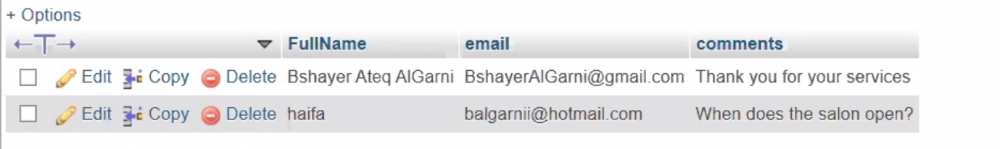 + Options
FullName email comments
Edit Copy Delete Bshayer Ateq AlGarni BshayerAlGarni@gmail.com Thank you for your services
Edit Copy Delete haifa balgarnii@hotmail.com When does the salon open?